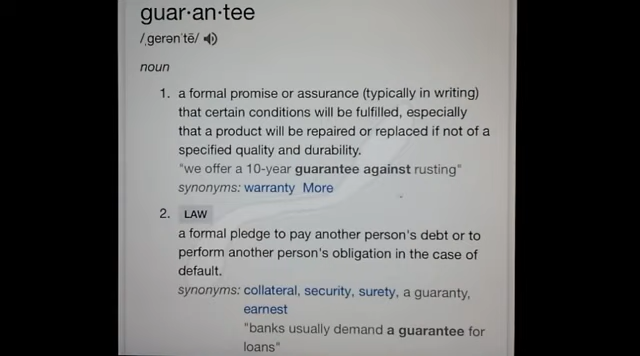 guar·an·tee
/ˌgerənˈtē/
noun
1. a formal promise or assurance (typically in writing)
that certain conditions will be fulfilled, especially
that a product will be repaired or replaced if not of a
specified quality and durability.
"we offer a 10-year guarantee against rusting"
synonyms: warranty More
2. LAW
a formal pledge to pay another person's debt or to
perform another person's obligation in the case of
default.
synonyms: collateral, security, surety, a guaranty,
earnest
"banks usually demand a guarantee for
loans"